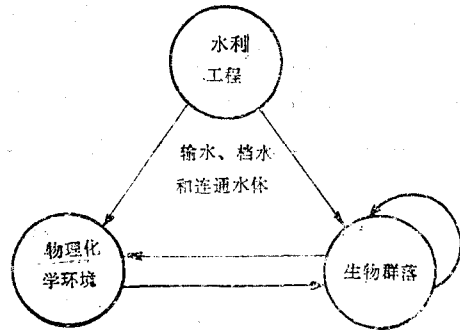 水利
工程
输水、档水
和连通水体
物理化
学环境
生物群落